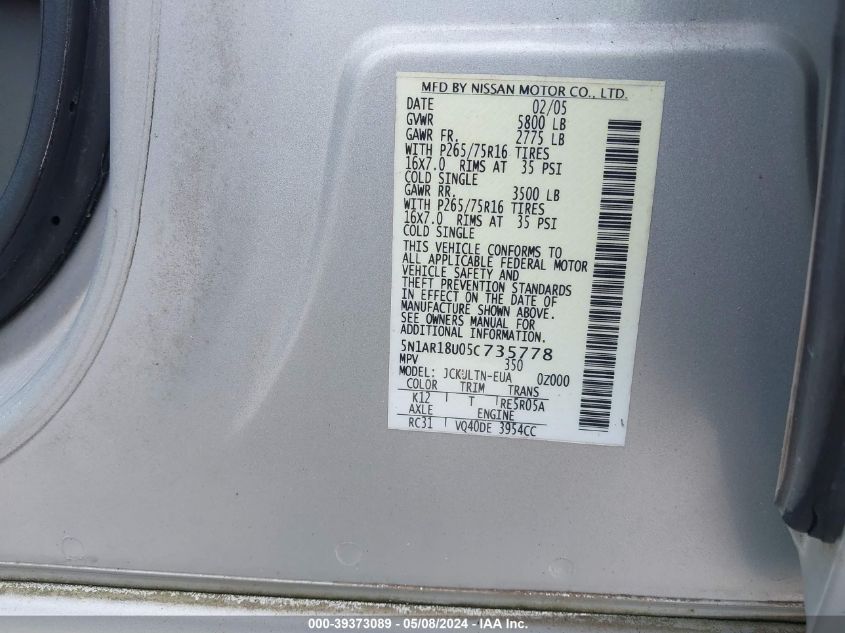 MFD BY NISSAN MOTOR CO., LTD.
DATE 02/05
GVWR 5800 LB
GAWR FR. 2775 LB
WITH P265/75R16 TIRES
16x7.0 RIMS AT 35 PSI
COLD SINGLE
GAWR RR. 3500 LB
WITH P265/75R16 TIRES
16x7.0 RIMS AT 35 PSI
COLD SINGLE
THIS VEHICLE CONFORMS TO
ALL APPLICABLE FEDERAL MOTOR
VEHICLE SAFETY AND
THEFT PREVENTION STANDARDS
IN EFFECT ON THE DATE OF
MANUFACTURE SHOWN ABOVE.
SEE OWNERS MANUAL FOR
ADDITIONAL INFORMATION.
5N1AR18U05C735778
MPV 350
MODEL: JCKULTN-EUA 0Z000
COLOR TRIM TRANS
K12 T RE5R05A
AXLE ENGINE
RC31 VQ40DE 3954CC
000-39373089 - 05/08/2024 - IAAI.com.